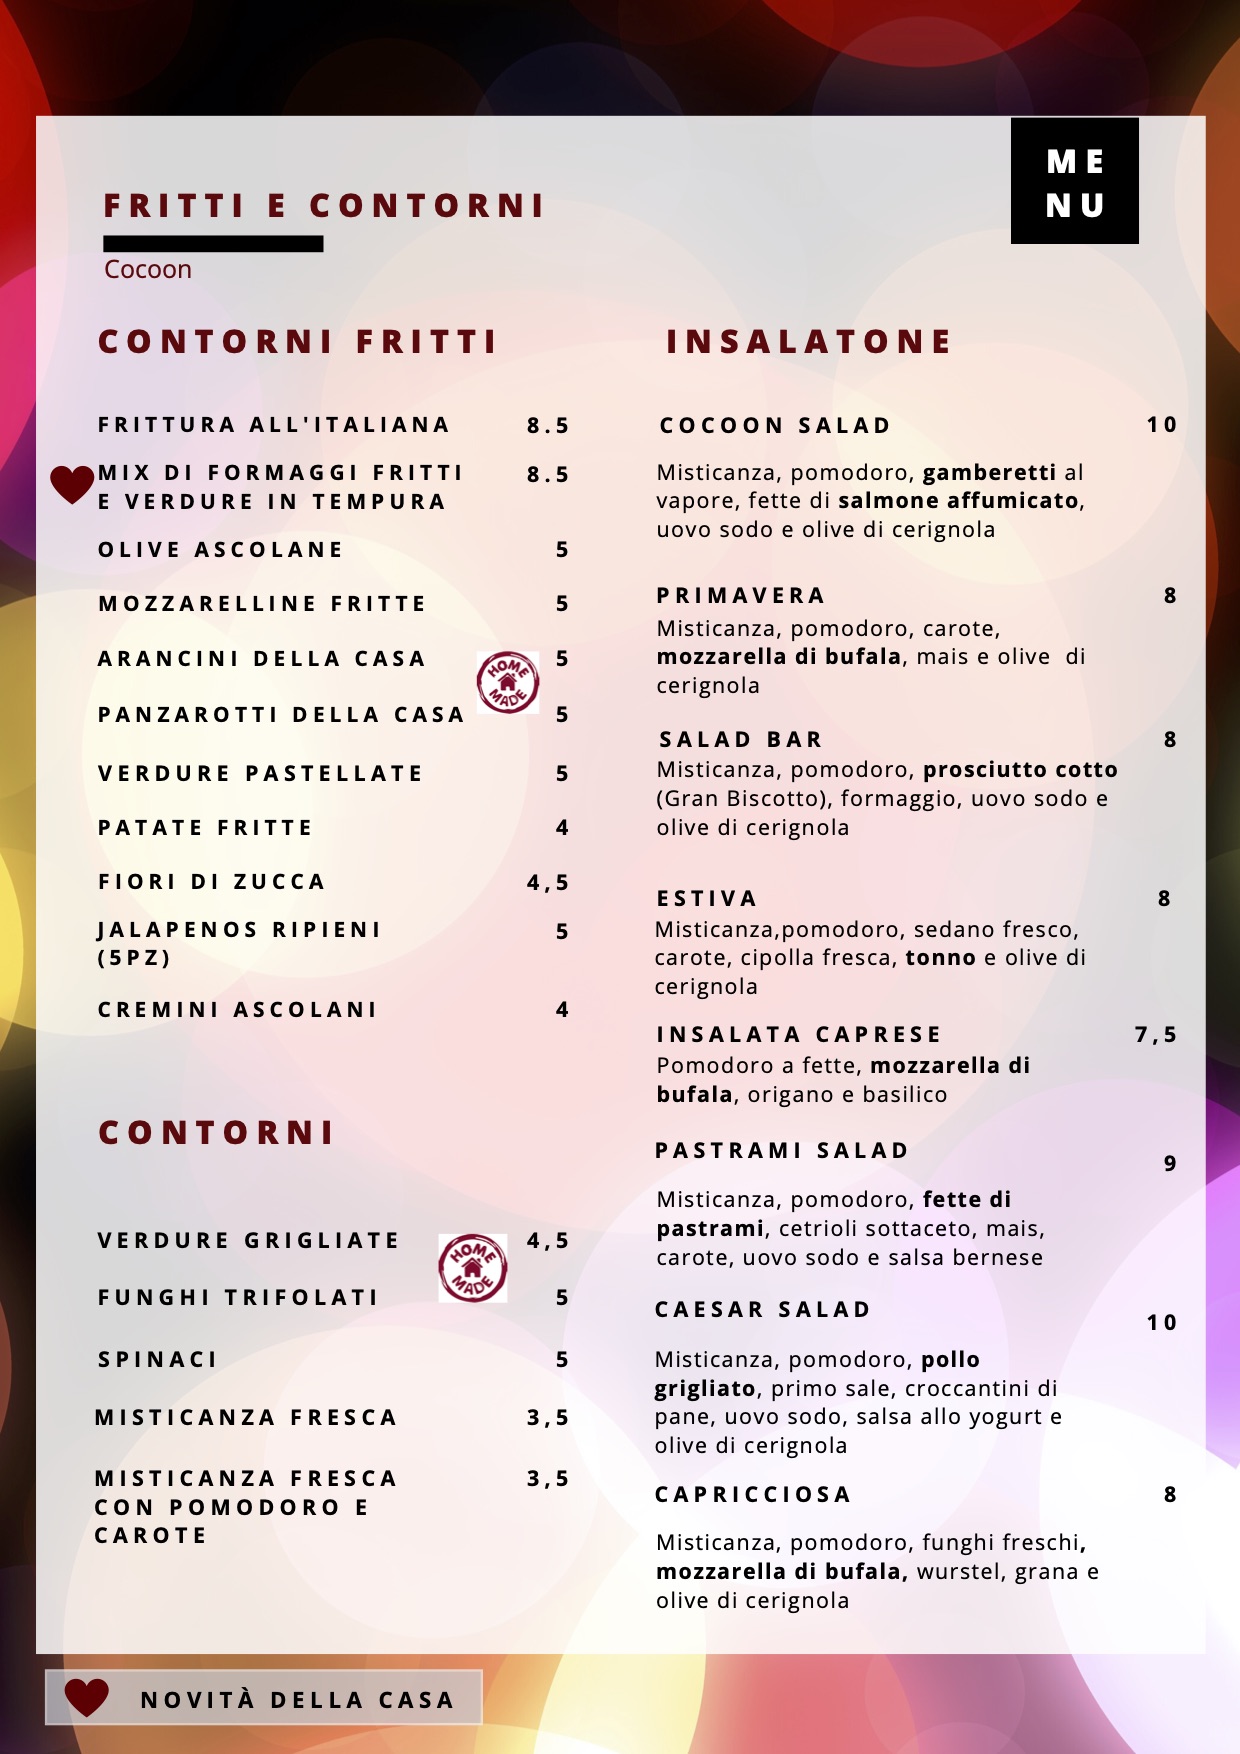 ME
NU
FRITTI E CONTORNI
Cocoon
CONTORNI FRITTI
FRITTURA ALL'ITALIANA 8.5
MIX DI FORMAGGI FRITTI 8.5
E VERDURE IN TEMPURA
OLIVE ASCOLANE 5
MOZZARELLINE FRITTE 5
ARANCINI DELLA CASA 5
HOME
MADE
PANZAROTTI DELLA CASA 5
VERDURE PASTELLATE 5
PATATE FRITTE 4
FIORI DI ZUCCA 4,5
JALAPENOS RIPIENI 5
(5PZ)
CREMINI ASCOLANI 4
CONTORNI
VERDURE GRIGLIATE 4,5
HOME
MADE
FUNGHI TRIFOLATI 5
SPINACI 5
MISTICANZA FRESCA 3,5
MISTICANZA FRESCA 3,5
CON POMODORO E
CAROTE
INSALATONE
COCOON SALAD 10
Misticanza, pomodoro, gamberetti al
vapore, fette di salmone affumicato,
uovo sodo e olive di cerignola
PRIMAVERA 8
Misticanza, pomodoro, carote,
mozzarella di bufala, mais e olive  di
cerignola
SALAD BAR 8
Misticanza, pomodoro, prosciutto cotto
(Gran Biscotto), formaggio, uovo sodo e
olive di cerignola
ESTIVA 8
Misticanza,pomodoro, sedano fresco,
carote, cipolla fresca, tonno e olive di
cerignola
INSALATA CAPRESE 7,5
Pomodoro a fette, mozzarella di
bufala, origano e basilico
PASTRAMI SALAD 9
Misticanza, pomodoro, fette di
pastrami, cetrioli sottaceto, mais,
carote, uovo sodo e salsa bernese
CAESAR SALAD 10
Misticanza, pomodoro, pollo
grigliato, primo sale, croccantini di
pane, uovo sodo, salsa allo yogurt e
olive di cerignola
CAPRICCIOSA 8
Misticanza, pomodoro, funghi freschi,
mozzarella di bufala, wurstel, grana e
olive di cerignola
NOVITÀ DELLA CASA